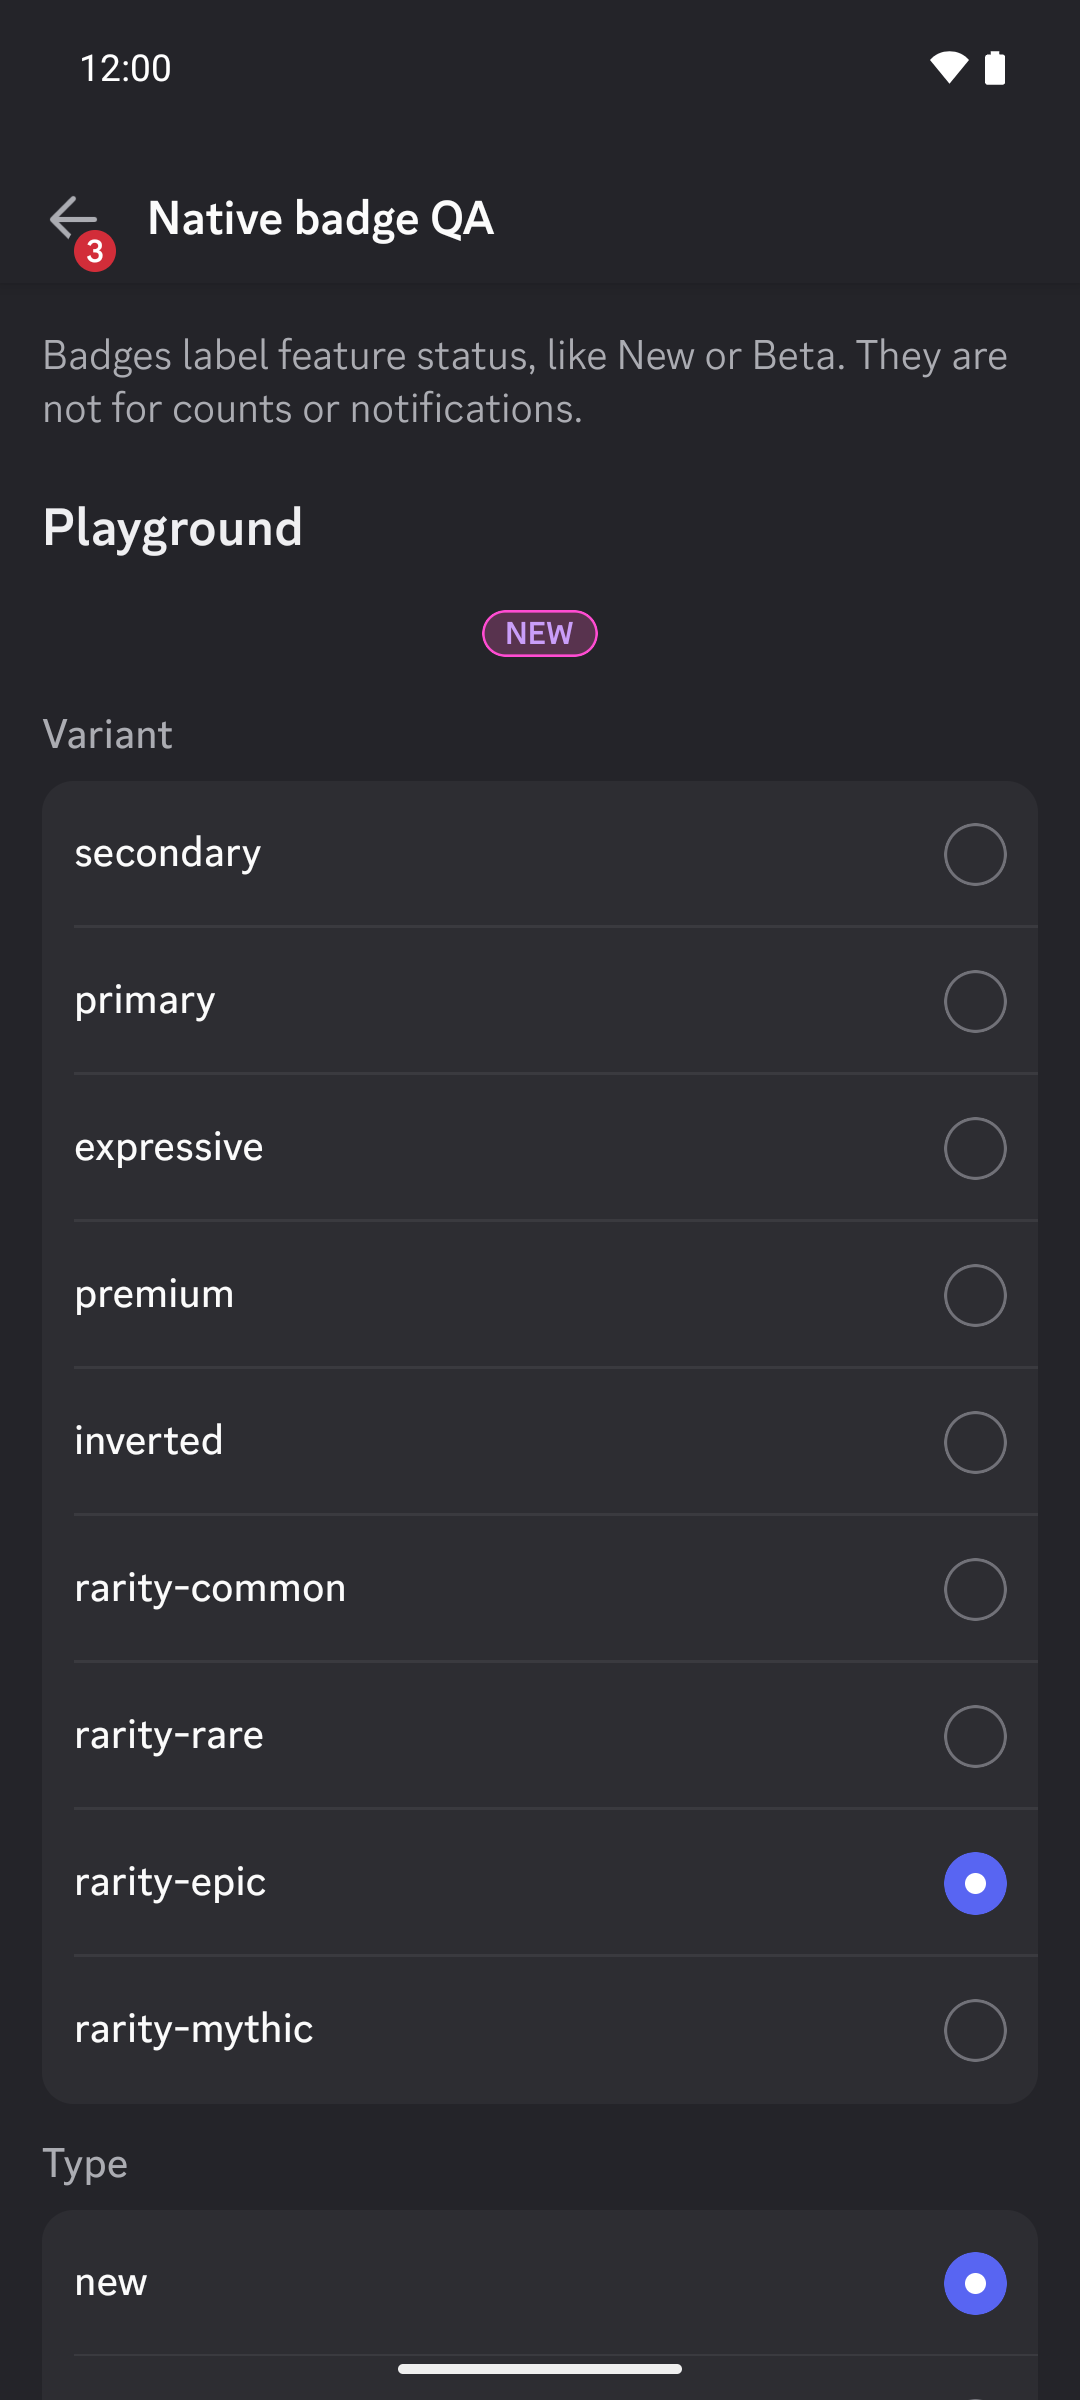 12:00
3
Native badge QA
Badges label feature status, like New or Beta. They are
not for counts or notifications.
Playground
NEW
Variant
secondary
primary
expressive
premium
inverted
rarity-common
rarity-rare
rarity-epic
rarity-mythic
Type
new